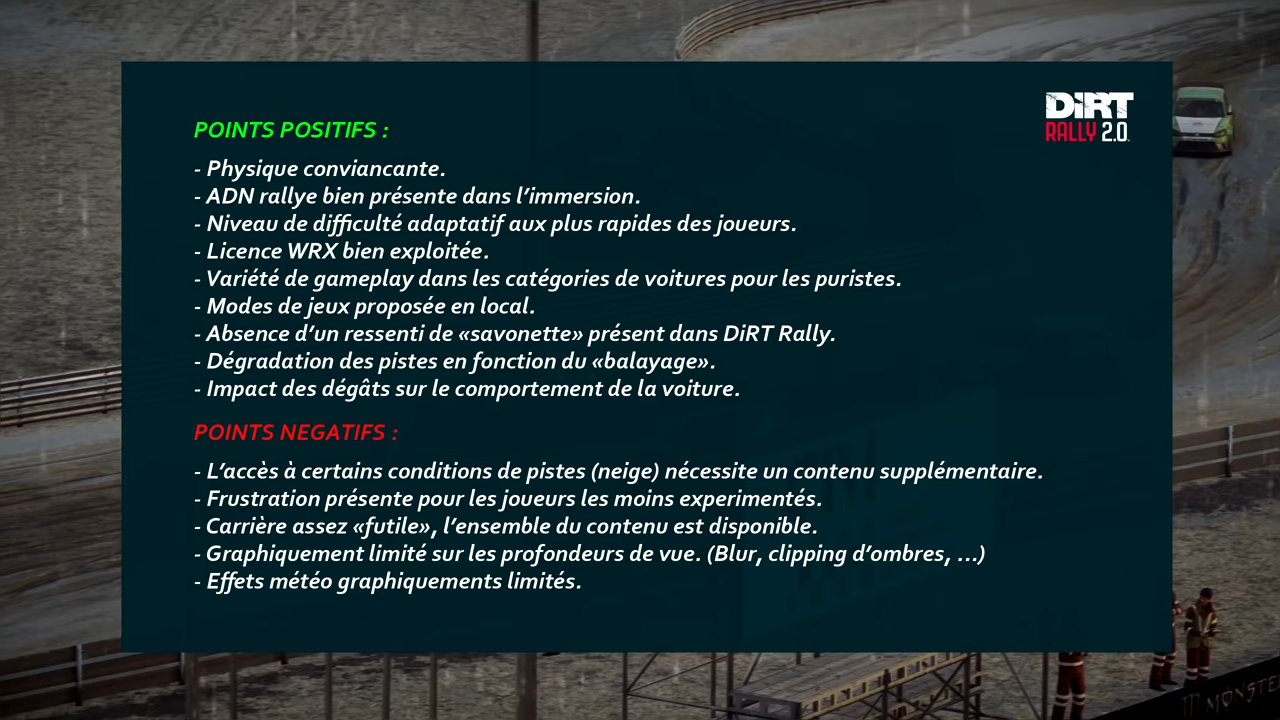 DiRT
RALLY 2.0
POINTS POSITIFS :
- Physique conviancante.
- ADN rallye bien présente dans l’immersion.
- Niveau de difficulté adaptatif aux plus rapides des joueurs.
- Licence WRX bien exploitée.
- Variété de gameplay dans les catégories de voitures pour les puristes.
- Modes de jeux proposée en local.
- Absence d’un ressenti de «savonette» présent dans DiRT Rally.
- Dégradation des pistes en fonction du «balayage».
- Impact des dégâts sur le comportement de la voiture.
POINTS NEGATIFS :
- L’accès à certains conditions de pistes (neige) nécessite un contenu supplémentaire.
- Frustration présente pour les joueurs les moins experimentés.
- Carrière assez «futile», l’ensemble du contenu est disponible.
- Graphiquement limité sur les profondeurs de vue. (Blur, clipping d’ombres, ...)
- Effets météo graphiquements limités.
MONSTE